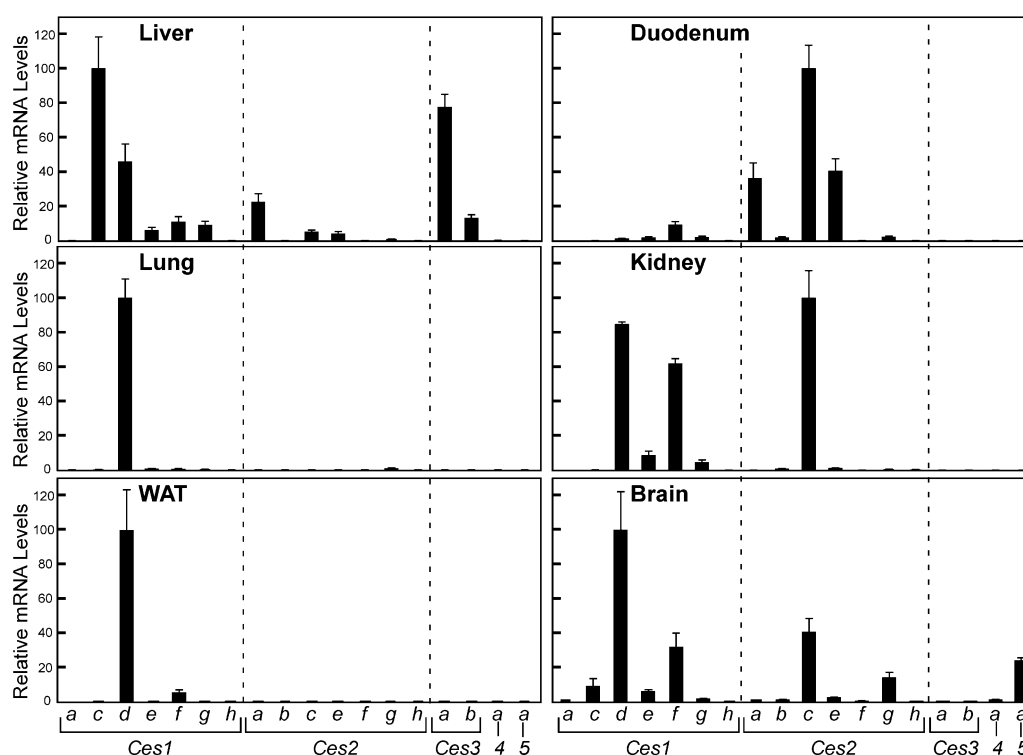 Liver
Duodenum
Relative mRNA Levels
120
100
80
60
40
20
0
Lung
Kidney
Relative mRNA Levels
120
100
80
60
40
20
0
WAT
Brain
Relative mRNA Levels
120
100
80
60
40
20
0
a c d e f g h a b c e f g h a b a a a c d e f g h a b c e f g h a b a a
4 5 4 5
Ces1 Ces2 Ces3 Ces1 Ces2 Ces3